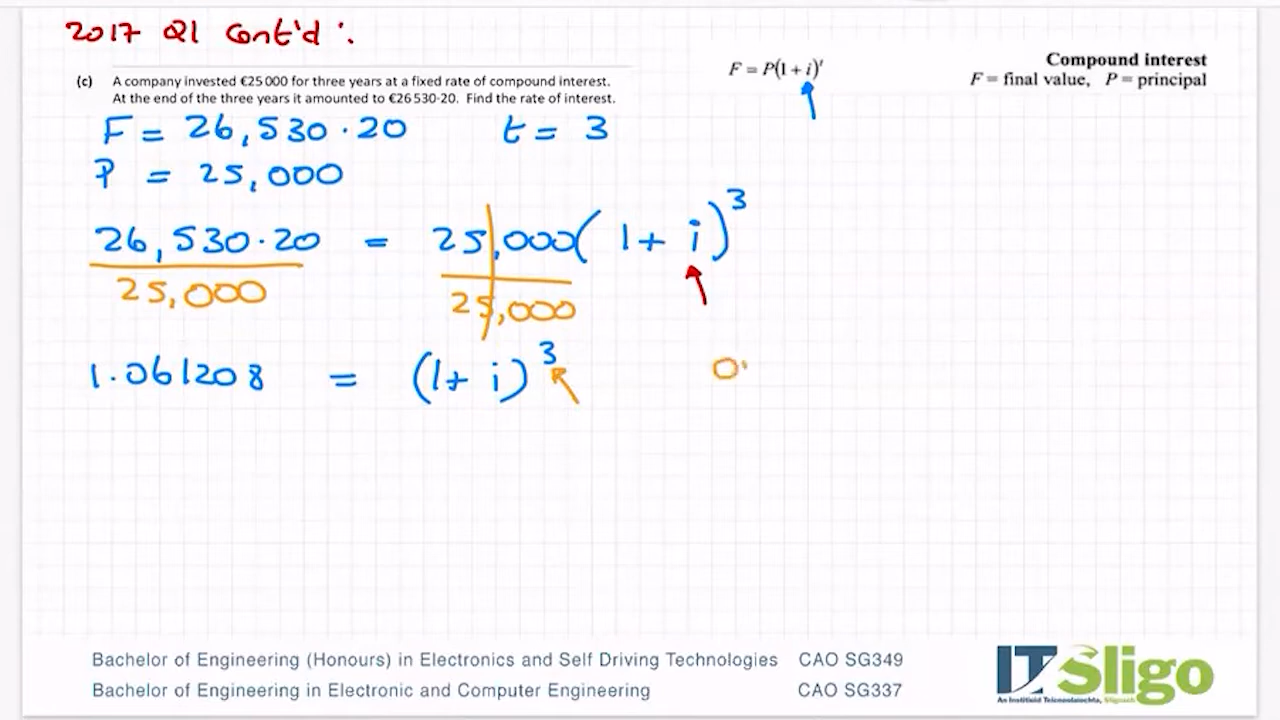 2017 Q1 Cont'd :
F = P(1 + i)^t
Compound interest
F = final value, P = principal
(c) A company invested €25 000 for three years at a fixed rate of compound interest.
At the end of the three years it amounted to €26 530·20. Find the rate of interest.
F = 26,530.20 t = 3
P = 25,000
26,530.20 = 25,000(1 + i)^3
25,000 25,000
1.061208 = (1 + i)^3
Bachelor of Engineering (Honours) in Electronics and Self Driving Technologies CAO SG349
Bachelor of Engineering in Electronic and Computer Engineering CAO SG337
IT Sligo
An Institiúid Teicneolaíochta, Sligeach